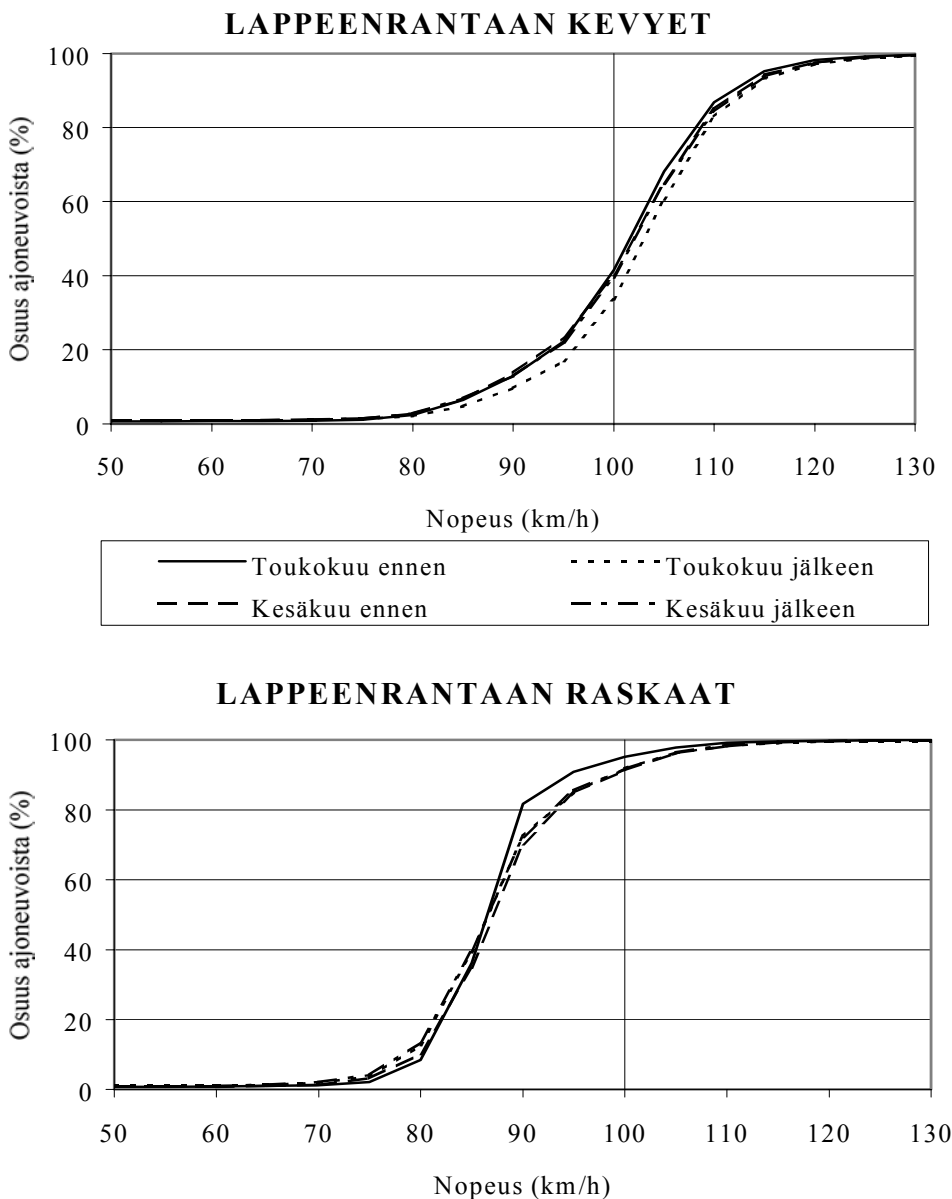 LAPPEENRANTAAN KEVYET
100
80
60
40
20
0
Osuus ajoneuvoista (%)
50 60 70 80 90 100 110 120 130
Nopeus (km/h)
Toukokuu ennen Toukokuu jälkeen
Kesäkuu ennen Kesäkuu jälkeen
LAPPEENRANTAAN RASKAAT
100
80
60
40
20
0
Osuus ajoneuvoista (%)
50 60 70 80 90 100 110 120 130
Nopeus (km/h)